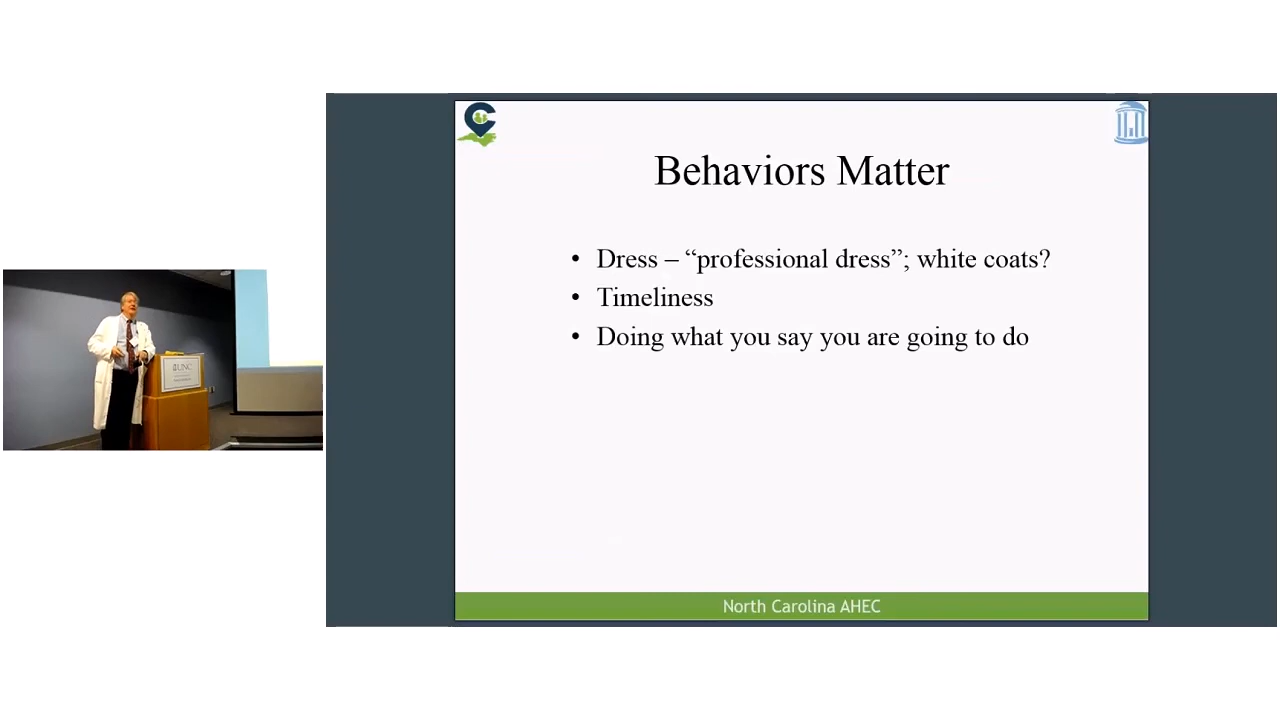 Behaviors Matter
• Dress – “professional dress”; white coats?
• Timeliness
• Doing what you say you are going to do
North Carolina AHEC
UNC